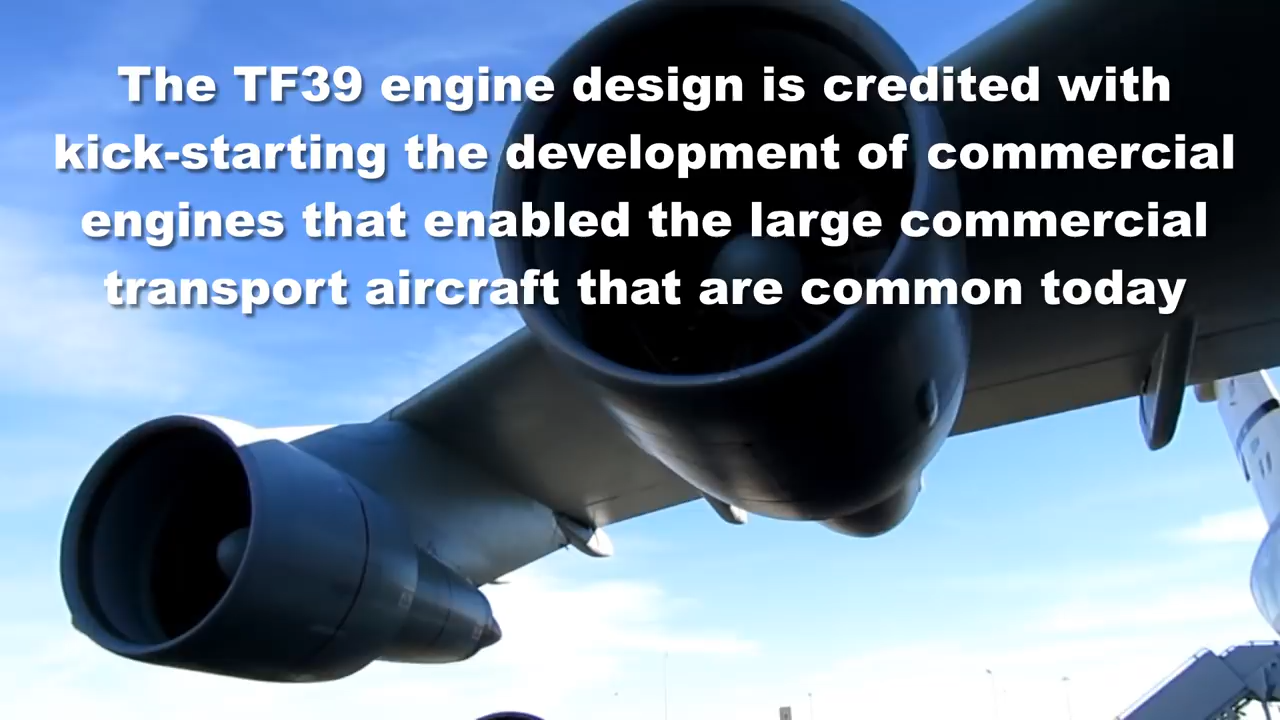 The TF39 engine design is credited with
kick-starting the development of commercial
engines that enabled the large commercial
transport aircraft that are common today